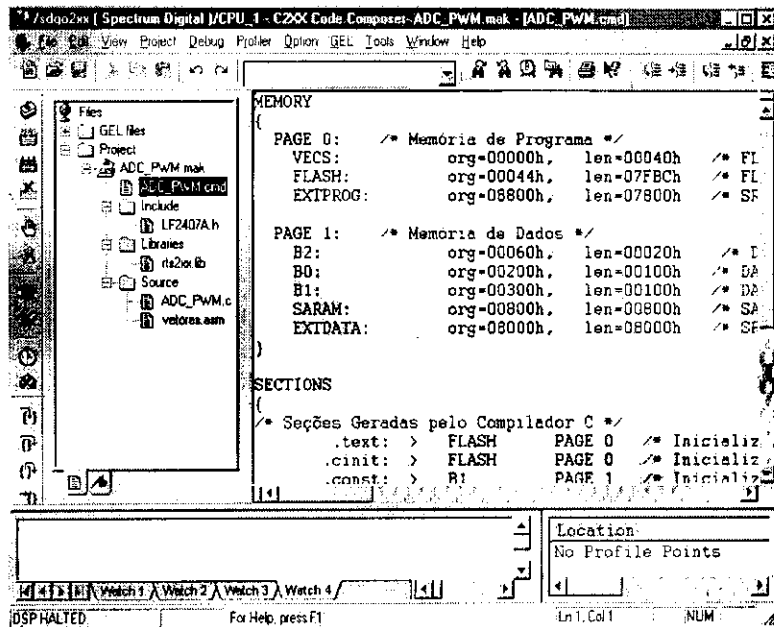 /sdgo2xx [ Spectrum Digital ]/CPU_1 - C2XX Code Composer - ADC_PWM.mak - [ADC_PWM.cmd]
File Edit View Project Debug Profiler Option GEL Tools Window Help
Files
GEL files
Project
ADC_PWM.mak
ADC_PWM.cmd
Include
LF2407A.h
Libraries
rts2xx.lib
Source
ADC_PWM.c
vetores.asm
MEMORY
{
PAGE 0: /* Memória de Programa */
VECS: org=00000h, len=00040h /* FL
FLASH: org=00044h, len=07FBCh /* FL
EXTPROG: org=08800h, len=07800h /* SR
PAGE 1: /* Memória de Dados */
B2: org=00060h, len=00020h /* D
B0: org=00200h, len=00100h /* DA
B1: org=00300h, len=00100h /* DA
SARAM: org=00800h, len=00800h /* SA
EXTDATA: org=08000h, len=08000h /* SR
}
SECTIONS
{
/* Seções Geradas pelo Compilador C */
.text: > FLASH PAGE 0 /* Inicializ
.cinit: > FLASH PAGE 0 /* Inicializ
.const: > B1 PAGE 1 /* Inicializ
Watch 1 Watch 2 Watch 3 Watch 4
Location
No Profile Points
DSP HALTED
For Help, press F1
Ln 1, Col 1
NUM